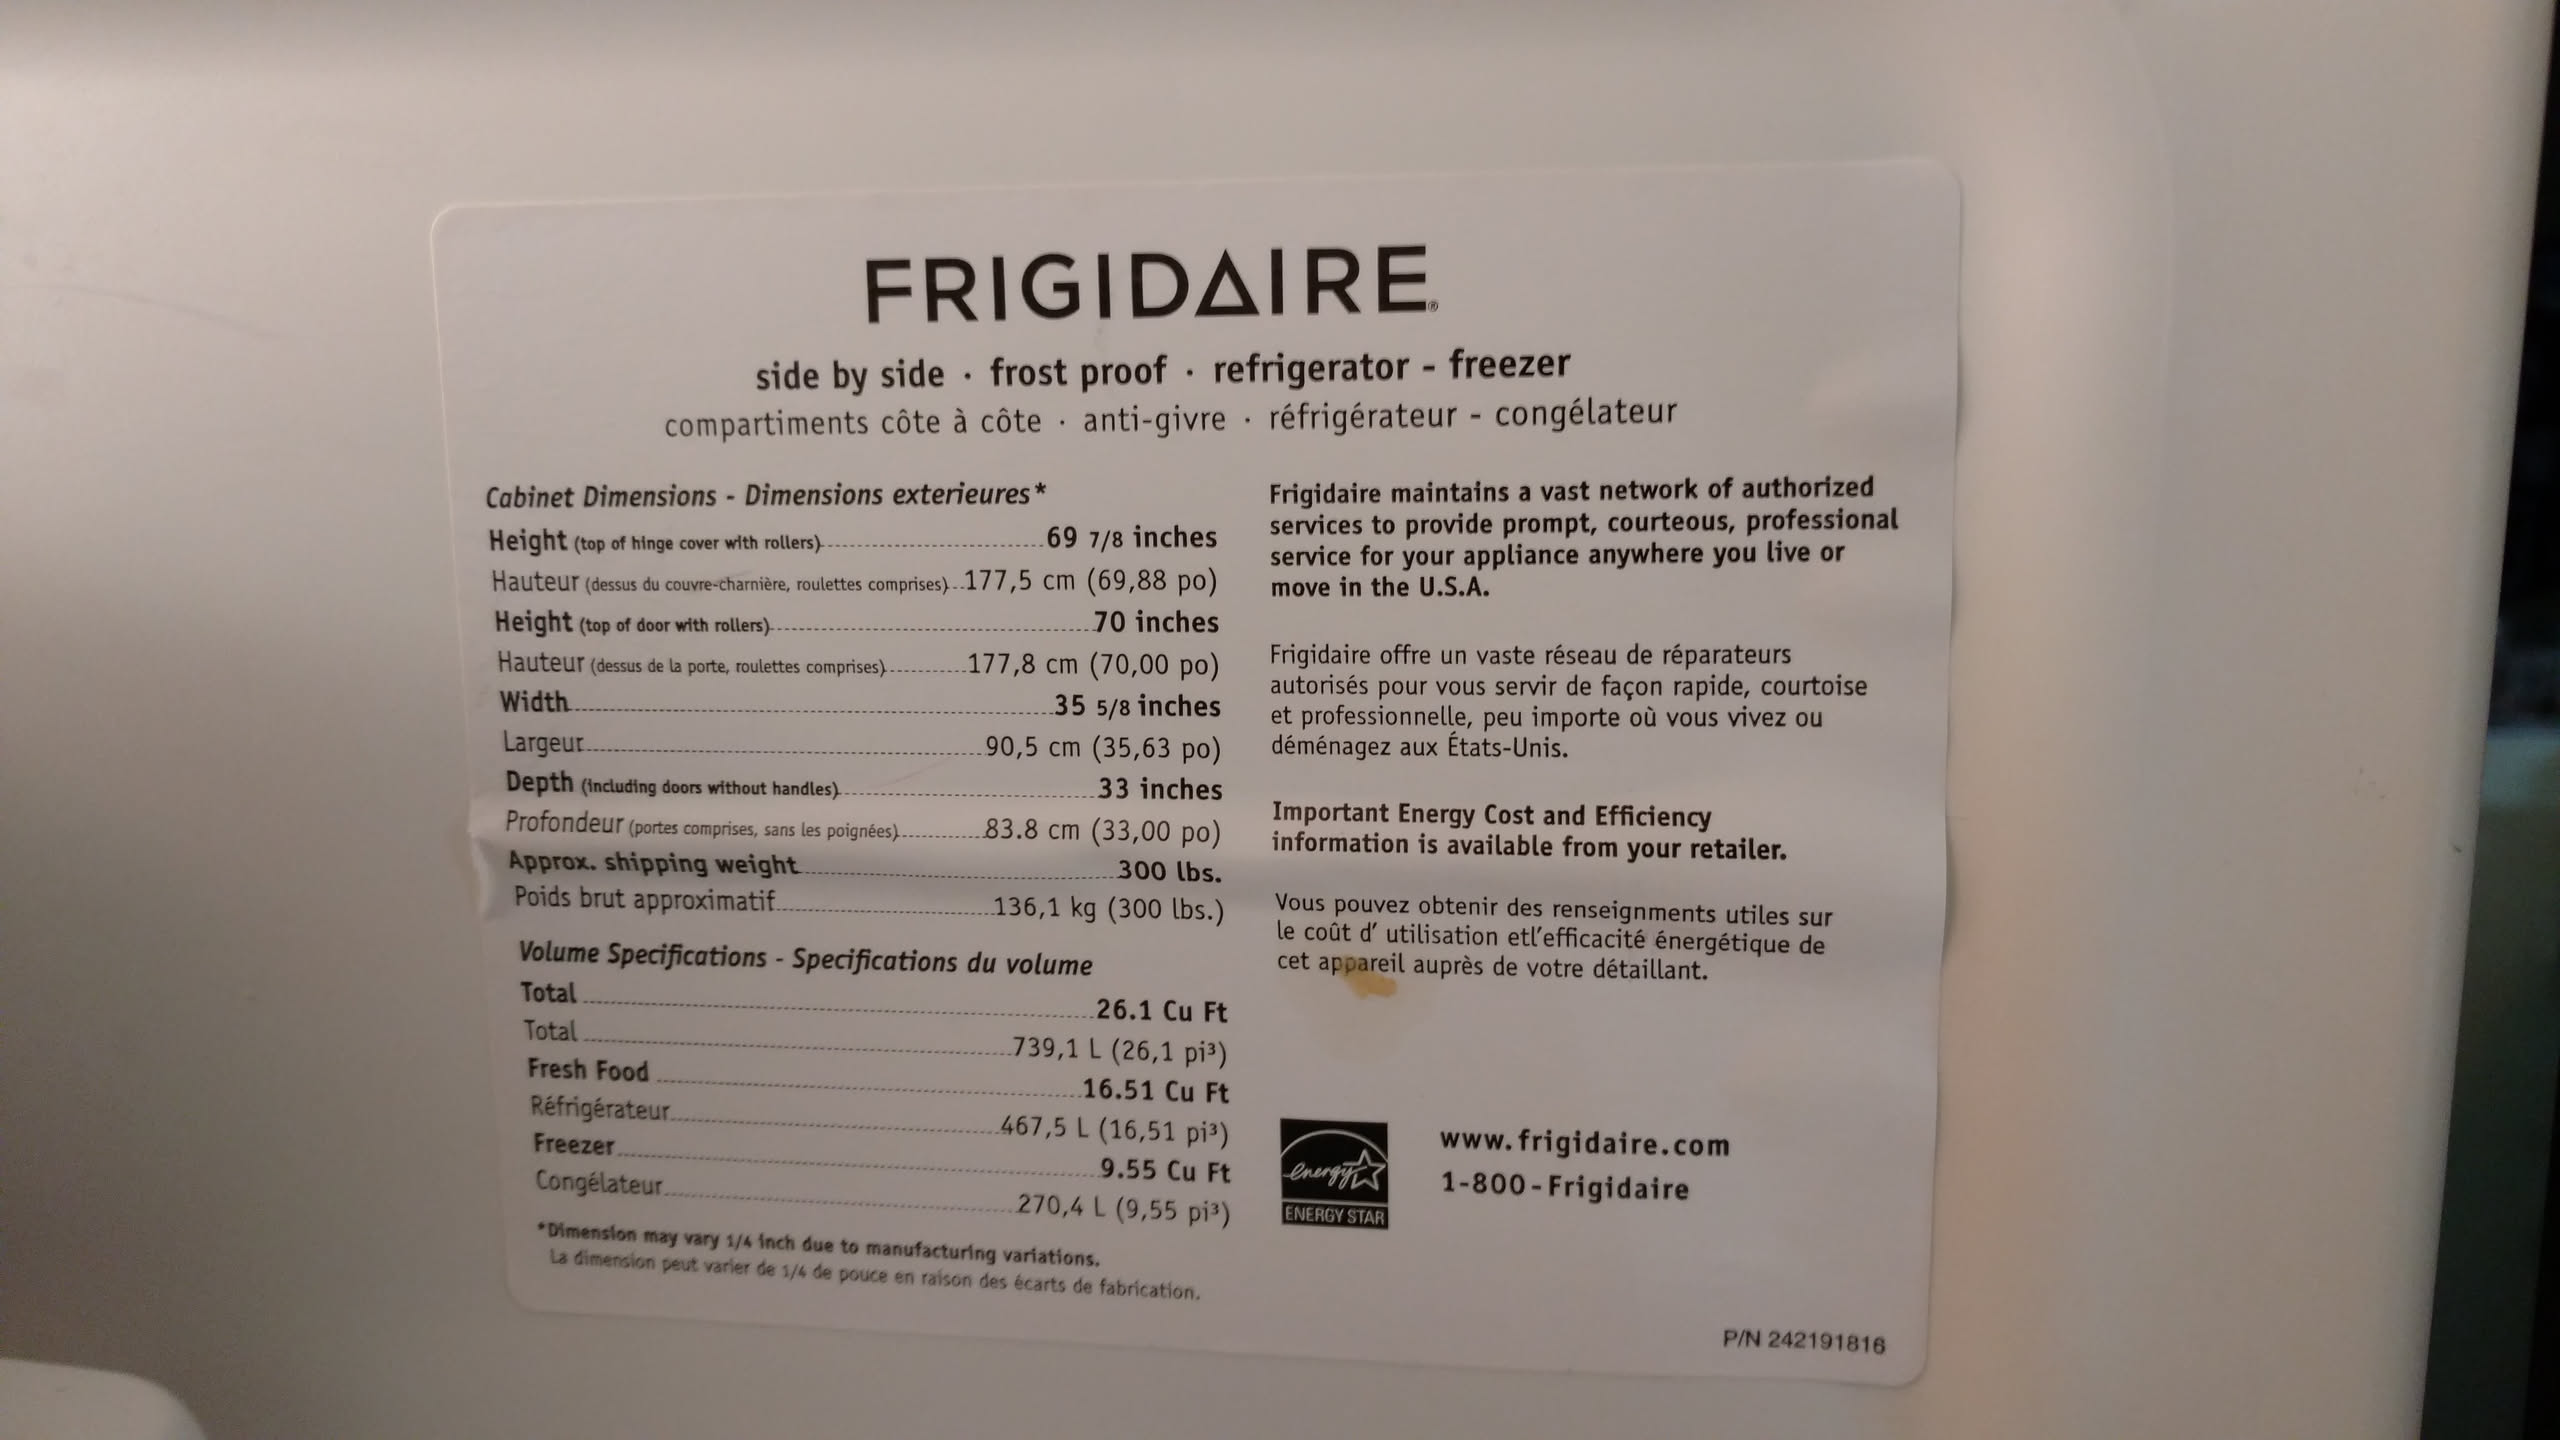 FRIGIDAIRE®
side by side · frost proof · refrigerator - freezer
compartiments côte à côte · anti-givre · réfrigérateur - congélateur
Cabinet Dimensions - Dimensions exterieures*
Height (top of hinge cover with rollers) 69 7/8 inches
Hauteur (dessus du couvre-charnière, roulettes comprises) 177,5 cm (69,88 po)
Height (top of door with rollers) 70 inches
Hauteur (dessus de la porte, roulettes comprises) 177,8 cm (70,00 po)
Width 35 5/8 inches
Largeur 90,5 cm (35,63 po)
Depth (including doors without handles) 33 inches
Profondeur (portes comprises, sans les poignées) 83.8 cm (33,00 po)
Approx. shipping weight 300 lbs.
Poids brut approximatif 136,1 kg (300 lbs.)
Volume Specifications - Specifications du volume
Total 26.1 Cu Ft
Total 739,1 L (26,1 pi³)
Fresh Food 16.51 Cu Ft
Réfrigérateur 467,5 L (16,51 pi³)
Freezer 9.55 Cu Ft
Congélateur 270,4 L (9,55 pi³)
*Dimension may vary 1/4 inch due to manufacturing variations.
La dimension peut varier de 1/4 de pouce en raison des écarts de fabrication.
Frigidaire maintains a vast network of authorized
services to provide prompt, courteous, professional
service for your appliance anywhere you live or
move in the U.S.A.
Frigidaire offre un vaste réseau de réparateurs
autorisés pour vous servir de façon rapide, courtoise
et professionnelle, peu importe où vous vivez ou
déménagez aux États-Unis.
Important Energy Cost and Efficiency
information is available from your retailer.
Vous pouvez obtenir des renseignments utiles sur
le coût d' utilisation etl'efficacité énergétique de
cet appareil auprès de votre détaillant.
energy
ENERGY STAR
www.frigidaire.com
1-800-Frigidaire
P/N 242191816